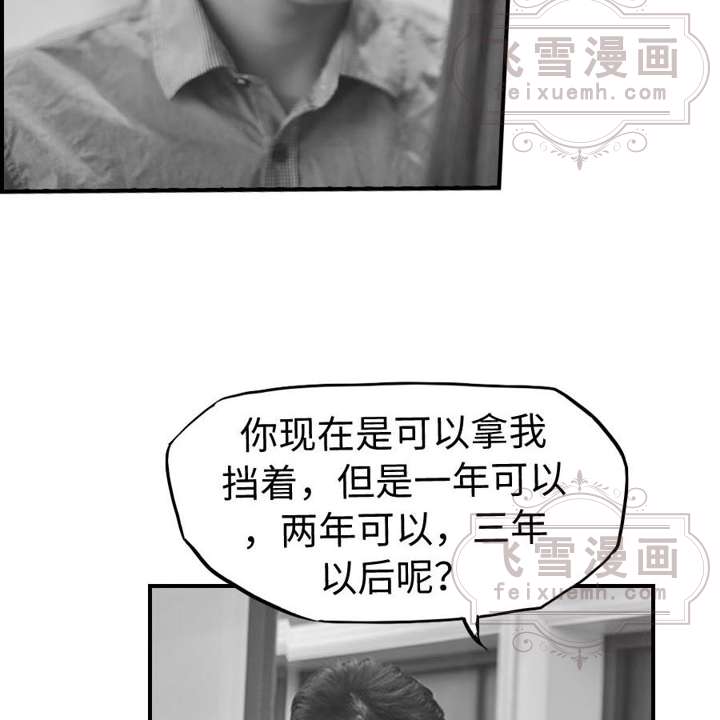 飞雪漫画
feixuemh.com
你现在是可以拿我
挡着，但是一年可以
，两年可以，三年
以后呢？
飞雪漫画
feixuemh.com